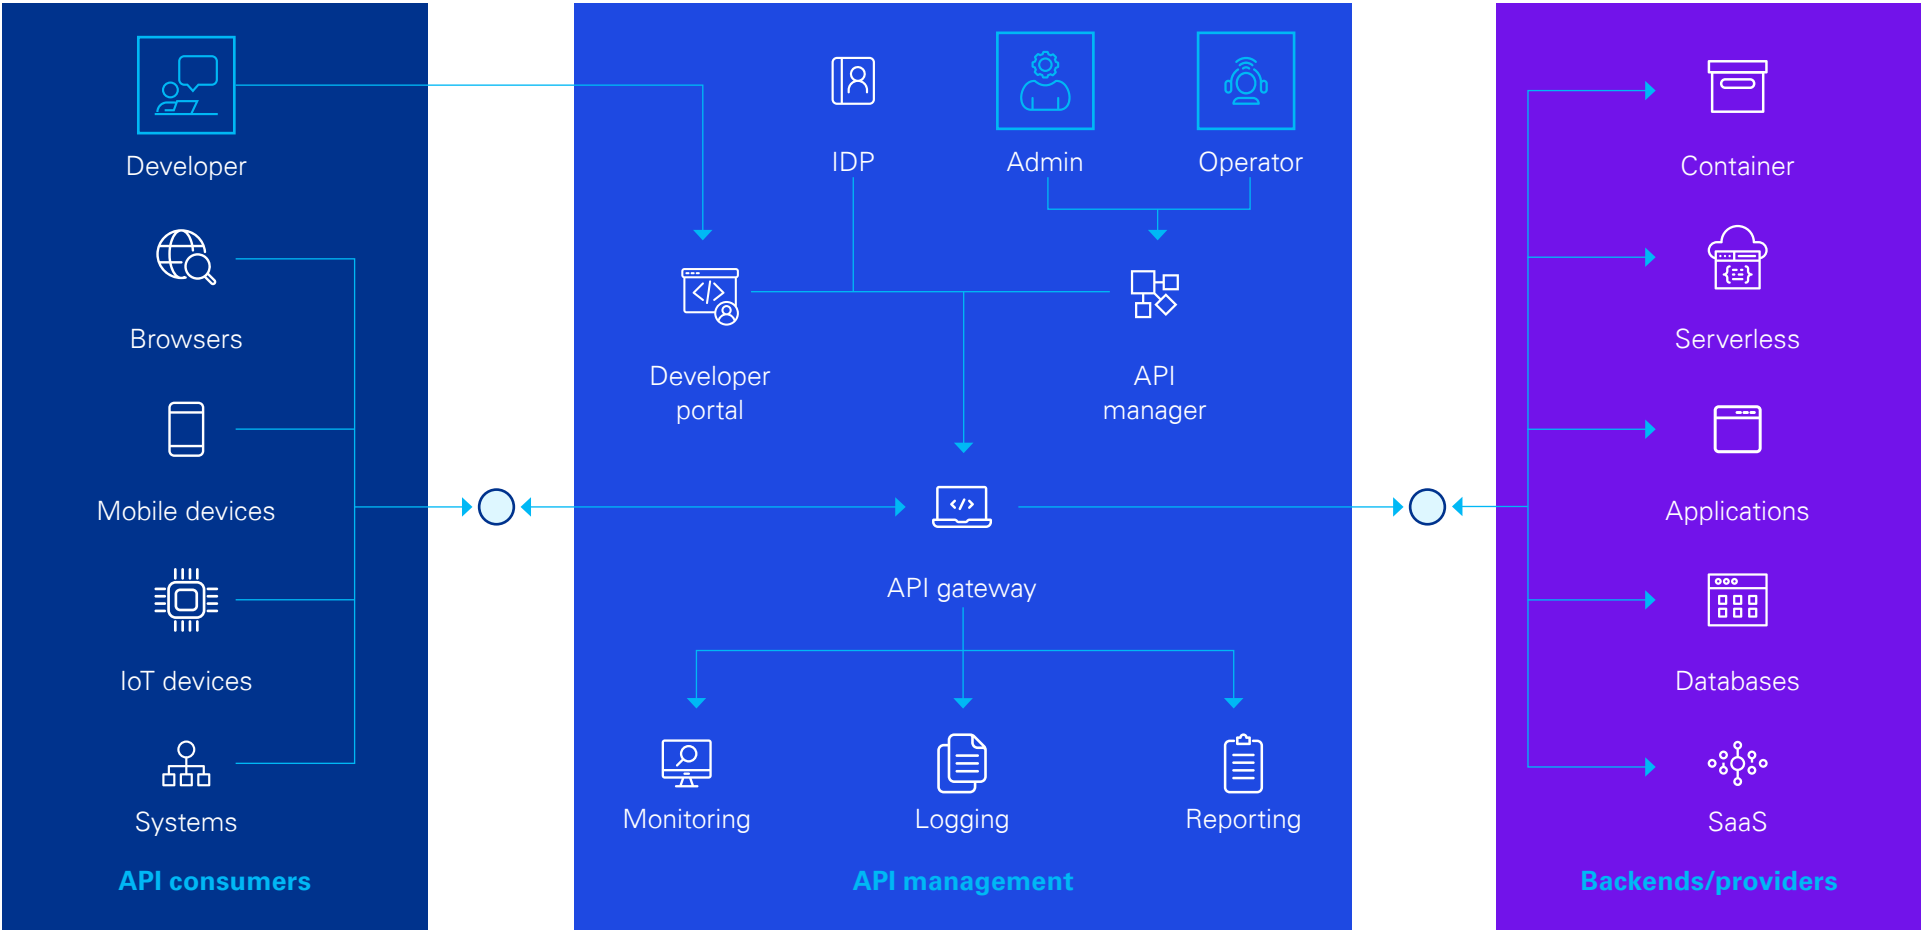 Developer
Browsers
Mobile devices
IoT devices
Systems
API consumers
IDP
Admin
Operator
Developer
portal
API
manager
API gateway
Monitoring
Logging
Reporting
API management
Container
Serverless
Applications
Databases
SaaS
Backends/providers